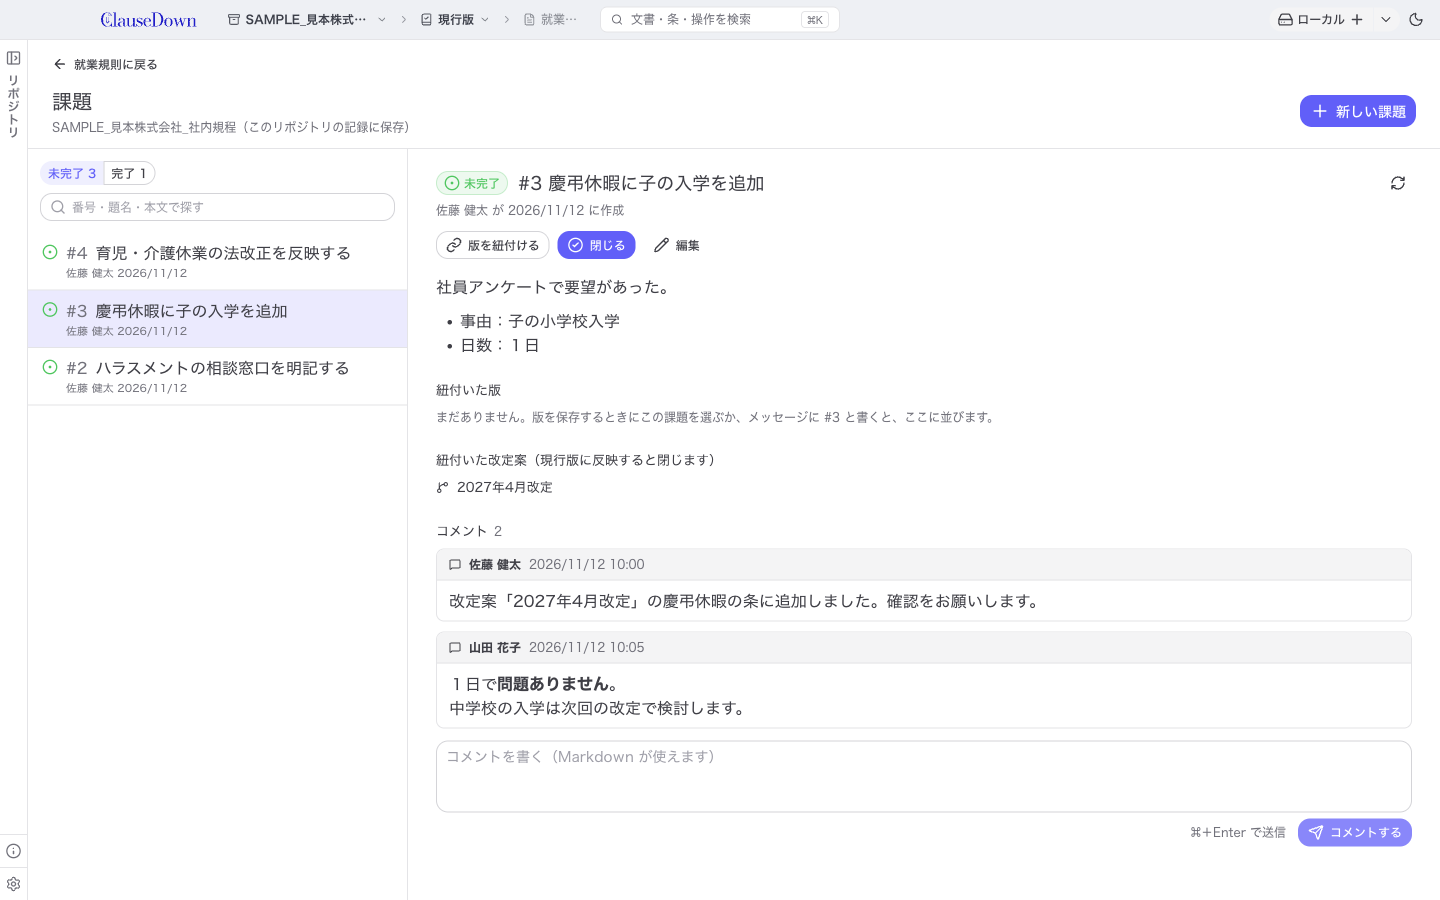 ClauseDown
SAMPLE_見本株式…
現行版
就業…
文書・条・操作を検索
⌘K
ローカル
リポジトリ
就業規則に戻る
課題
SAMPLE_見本株式会社_社内規程（このリポジトリの記録に保存）
新しい課題
未完了 3
完了 1
番号・題名・本文で探す
#4 育児・介護休業の法改正を反映する
佐藤 健太 2026/11/12
#3 慶弔休暇に子の入学を追加
佐藤 健太 2026/11/12
#2 ハラスメントの相談窓口を明記する
佐藤 健太 2026/11/12
未完了 #3 慶弔休暇に子の入学を追加
佐藤 健太 が 2026/11/12 に作成
版を紐付ける
閉じる
編集
社員アンケートで要望があった。
• 事由：子の小学校入学
• 日数：１日
紐付いた版
まだありません。版を保存するときにこの課題を選ぶか、メッセージに #3 と書くと、ここに並びます。
紐付いた改定案（現行版に反映すると閉じます）
2027年4月改定
コメント 2
佐藤 健太 2026/11/12 10:00
改定案「2027年4月改定」の慶弔休暇の条に追加しました。確認をお願いします。
山田 花子 2026/11/12 10:05
１日で問題ありません。
中学校の入学は次回の改定で検討します。
コメントを書く（Markdown が使えます）
⌘+Enter で送信
コメントする